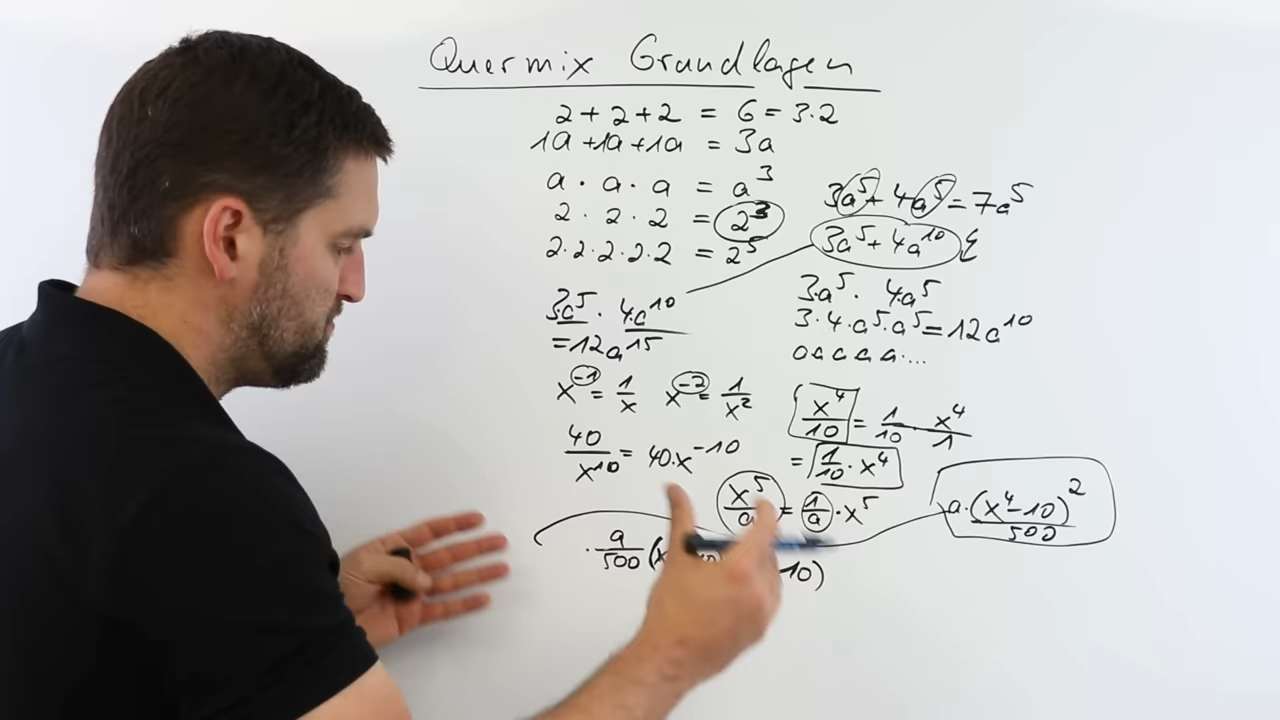 Quermix Grundlagen
2 + 2 + 2 = 6 = 3·2
1a + 1a + 1a = 3a
a · a · a = a³
2 · 2 · 2 = 2³
2·2·2·2·2 = 2⁵
3a⁵ · 4a¹⁰
= 12a¹⁵
x⁻¹ = 1/x x⁻² = 1/x²
40/x¹⁰ = 40·x⁻¹⁰
3a⁵ + 4a⁵ = 7a⁵
3a⁵ + 4a¹⁰
3a⁵ · 4a⁵
3·4·a⁵·a⁵ = 12a¹⁰
a a a a a ....
x⁴/10 = 1/10 · x⁴/1
= 1/10 · x⁴
x⁵/a = 1/a · x⁵
a·(x⁴-10)²/500
· a/500 (x 10)